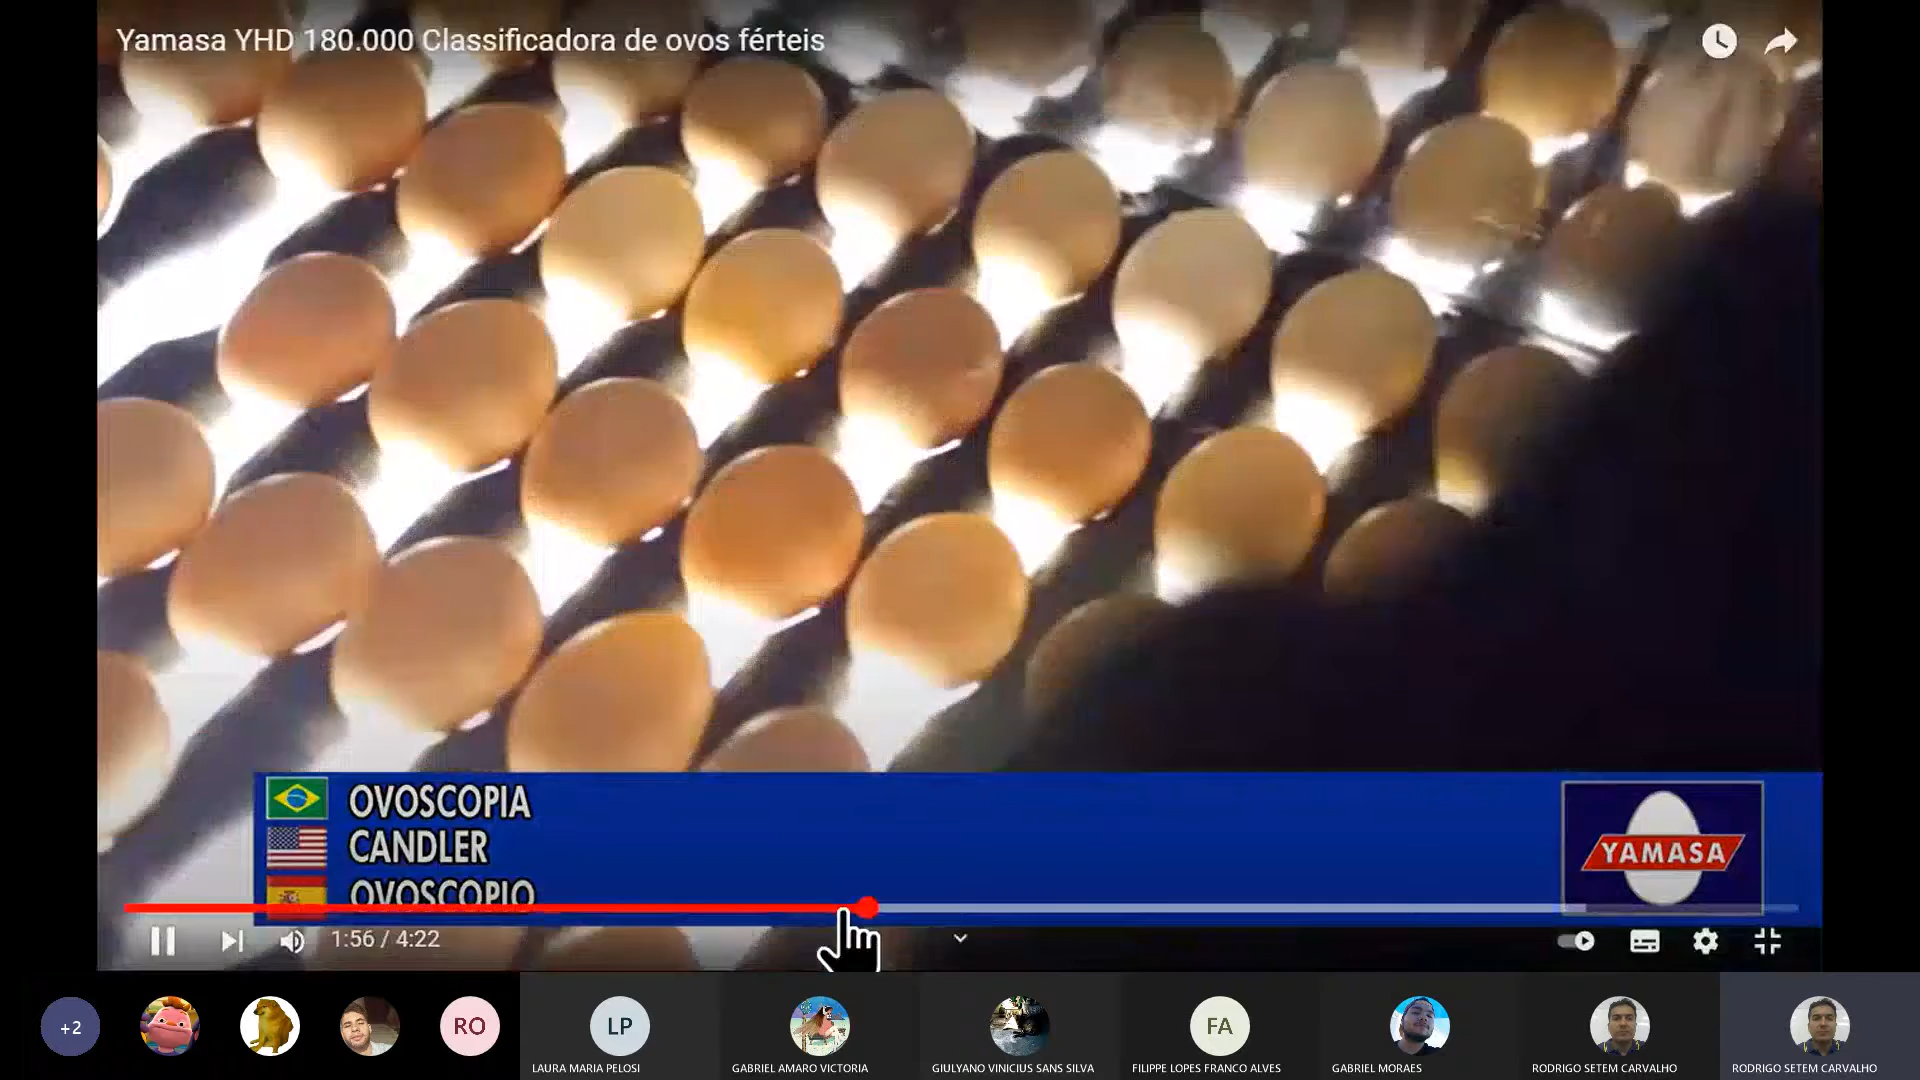 Yamasa YHD 180.000 Classificadora de ovos férteis
OVOSCOPIA
CANDLER
OVOSCOPIO
YAMASA
1:56 / 4:22
+2
RO
LP
FA
LAURA MARIA PELOSI
GABRIEL AMARO VICTORIA
GIULYANO VINICIUS SANS SILVA
FILIPPE LOPES FRANCO ALVES
GABRIEL MORAES
RODRIGO SETEM CARVALHO
RODRIGO SETEM CARVALHO